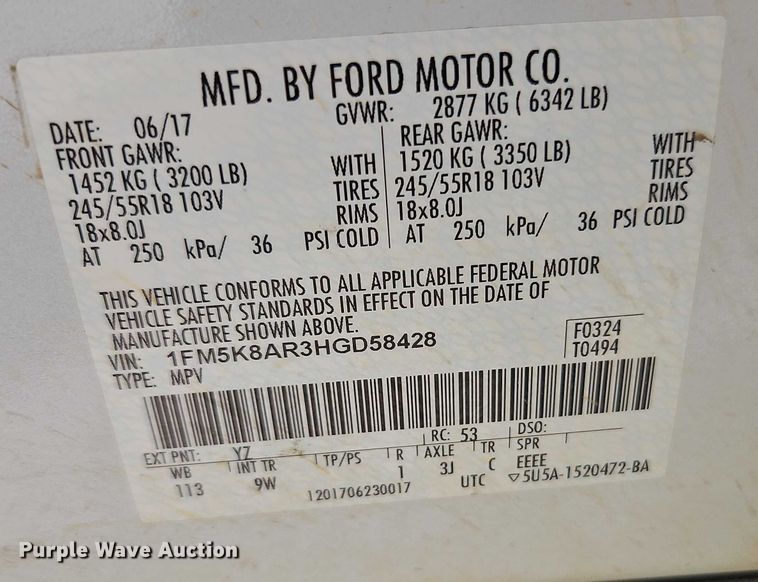 MFD. BY FORD MOTOR CO.
DATE: 06/17 GVWR: 2877 KG ( 6342 LB)
FRONT GAWR: REAR GAWR:
1452 KG ( 3200 LB) WITH 1520 KG ( 3350 LB) WITH
245/55R18 103V TIRES 245/55R18 103V TIRES
18x8.0J RIMS 18x8.0J RIMS
AT 250 kPa/ 36 PSI COLD AT 250 kPa/ 36 PSI COLD
THIS VEHICLE CONFORMS TO ALL APPLICABLE FEDERAL MOTOR
VEHICLE SAFETY STANDARDS IN EFFECT ON THE DATE OF
MANUFACTURE SHOWN ABOVE.
VIN: 1FM5K8AR3HGD58428 F0324
TYPE: MPV T0494
EXT PNT: YZ RC: 53 DSO:
WB INT TR TP/PS R AXLE TR SPR
113 9W 1 3J C EEEE
1201706230017 UTC ▽5U5A-1520472-BA
Purple Wave Auction